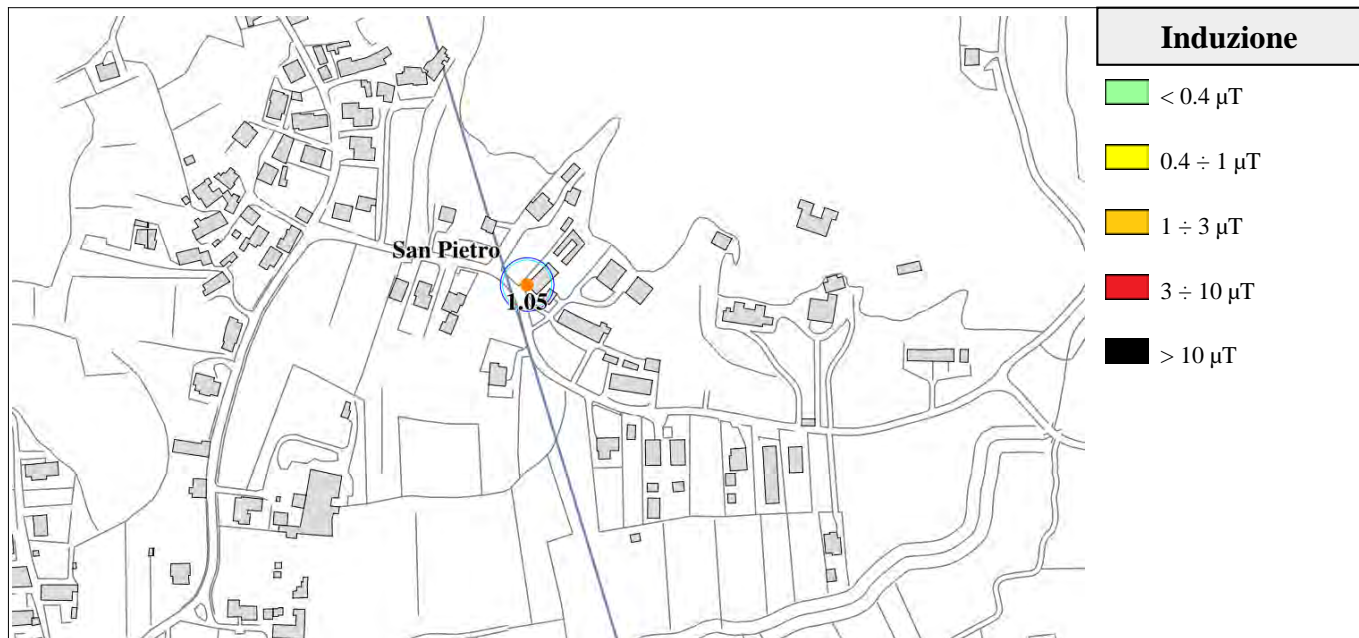 Induzione
< 0.4 µT
0.4 ÷ 1 µT
1 ÷ 3 µT
3 ÷ 10 µT
> 10 µT
San Pietro
1.05